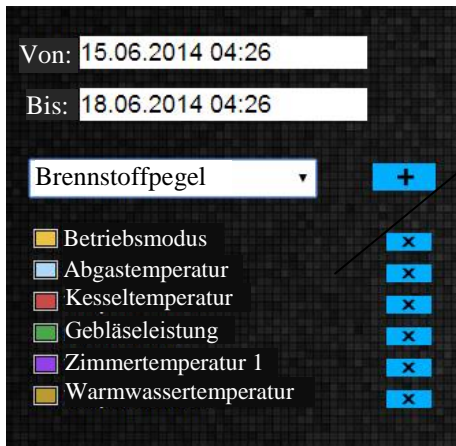 Von: 15.06.2014 04:26
Bis: 18.06.2014 04:26
Brennstoffpegel ▼ +
Betriebsmodus x
Abgastemperatur x
Kesseltemperatur x
Gebläseleistung x
Zimmertemperatur 1 x
Warmwassertemperatur x